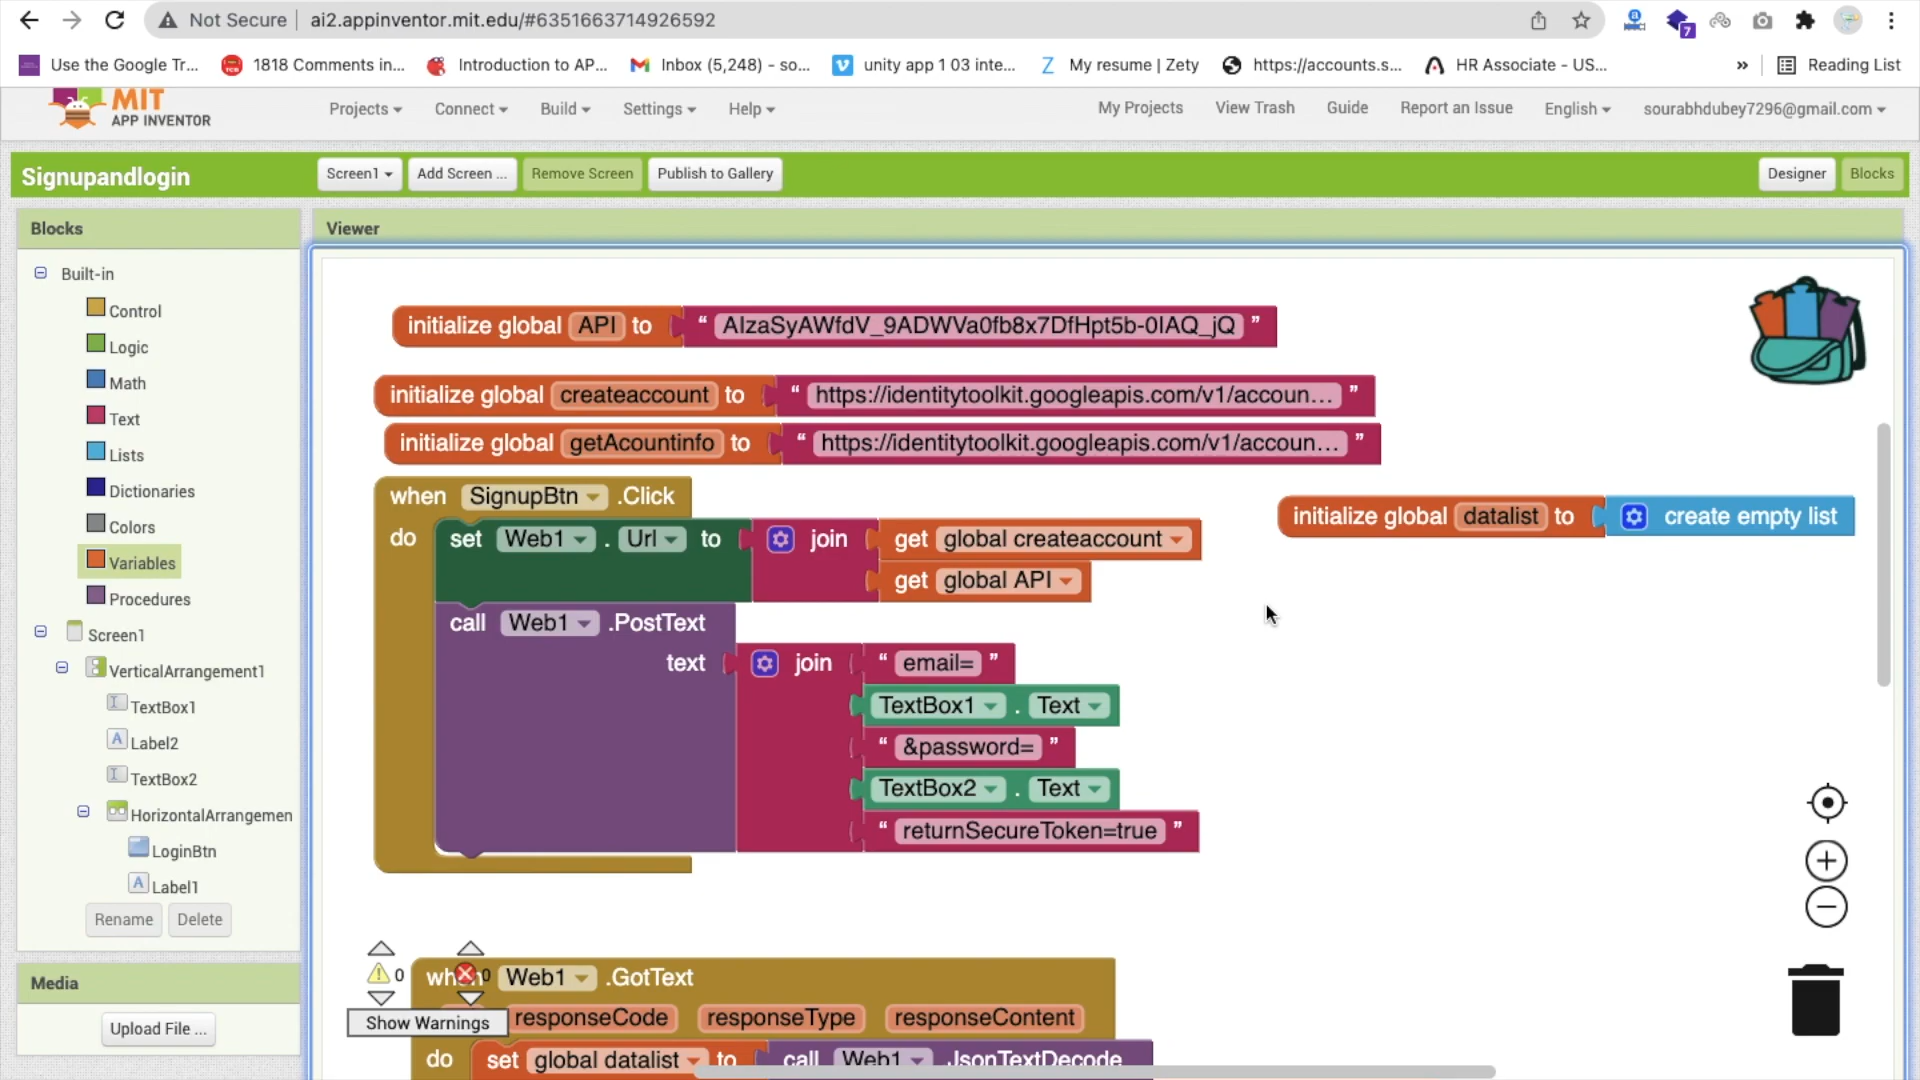 Not Secure | ai2.appinventor.mit.edu/#6351663714926592
7
Use the Google Tr... 1818 Comments in... Introduction to AP... Inbox (5,248) - so... unity app 1 03 inte... My resume | Zety https://accounts.s... HR Associate - US... » Reading List
MIT
APP INVENTOR
Projects Connect Build Settings Help My Projects View Trash Guide Report an Issue English sourabhdubey7296@gmail.com
Signupandlogin Screen1 Add Screen ... Remove Screen Publish to Gallery Designer Blocks
Blocks
Built-in
Control
Logic
Math
Text
Lists
Dictionaries
Colors
Variables
Procedures
Screen1
VerticalArrangement1
TextBox1
Label2
TextBox2
HorizontalArrangemen
LoginBtn
Label1
Rename Delete
Media
Upload File ...
Viewer
initialize global API to “ AIzaSyAWfdV_9ADWVa0fb8x7DfHpt5b-0IAQ_jQ ”
initialize global createaccount to “ https://identitytoolkit.googleapis.com/v1/accoun... ”
initialize global getAcountinfo to “ https://identitytoolkit.googleapis.com/v1/accoun... ”
when SignupBtn .Click
initialize global datalist to create empty list
do set Web1 . Url to join get global createaccount
get global API
call Web1 .PostText
text join “ email= ”
TextBox1 . Text
“ &password= ”
TextBox2 . Text
“ returnSecureToken=true ”
0 0
Show Warnings
when Web1 .GotText
responseCode responseType responseContent
do set global datalist to call Web1 .JsonTextDecode